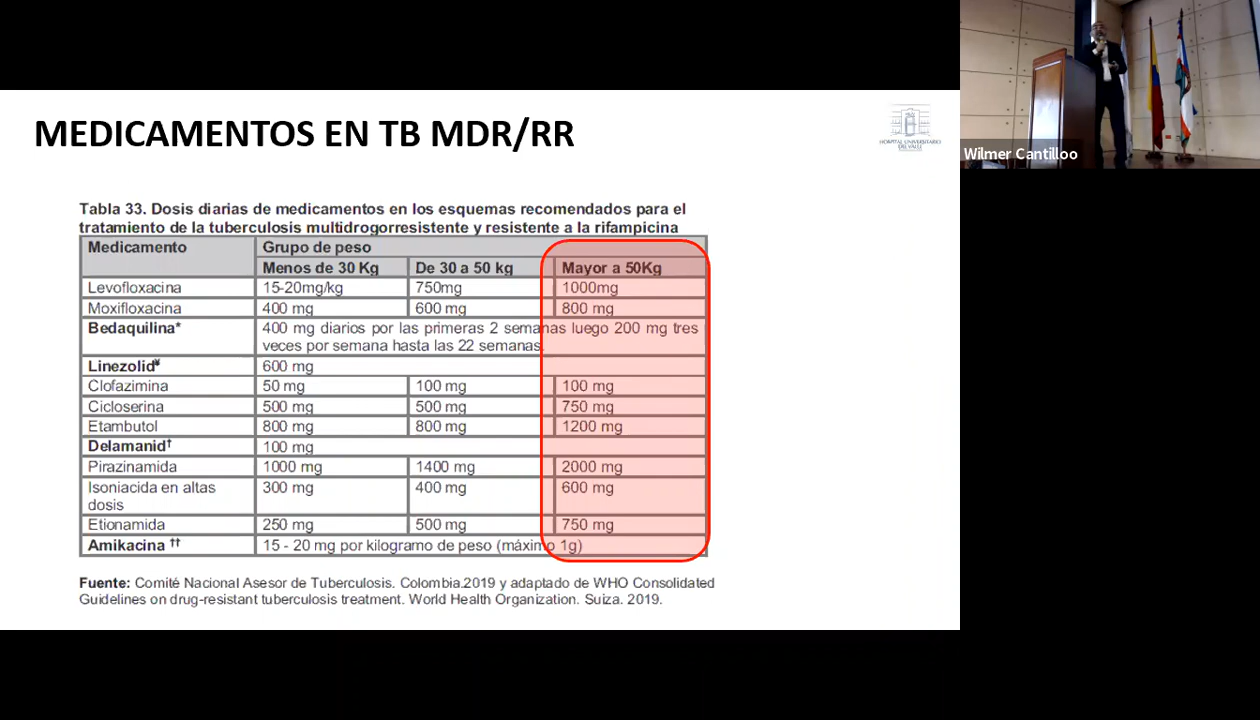 MEDICAMENTOS EN TB MDR/RR
HOSPITAL UNIVERSITARIO
DEL VALLE
Wilmer Cantilloo
Tabla 33. Dosis diarias de medicamentos en los esquemas recomendados para el
tratamiento de la tuberculosis multidrogorresistente y resistente a la rifampicina
Medicamento Grupo de peso
Menos de 30 Kg De 30 a 50 kg Mayor a 50Kg
Levofloxacina 15-20mg/kg 750mg 1000mg
Moxifloxacina 400 mg 600 mg 800 mg
Bedaquilina* 400 mg diarios por las primeras 2 semanas luego 200 mg tres
veces por semana hasta las 22 semanas.
Linezolid¥ 600 mg
Clofazimina 50 mg 100 mg 100 mg
Cicloserina 500 mg 500 mg 750 mg
Etambutol 800 mg 800 mg 1200 mg
Delamanid† 100 mg
Pirazinamida 1000 mg 1400 mg 2000 mg
Isoniacida en altas 300 mg 400 mg 600 mg
dosis
Etionamida 250 mg 500 mg 750 mg
Amikacina †† 15 - 20 mg por kilogramo de peso (máximo 1g)
Fuente: Comité Nacional Asesor de Tuberculosis. Colombia.2019 y adaptado de WHO Consolidated
Guidelines on drug-resistant tuberculosis treatment. World Health Organization. Suiza. 2019.